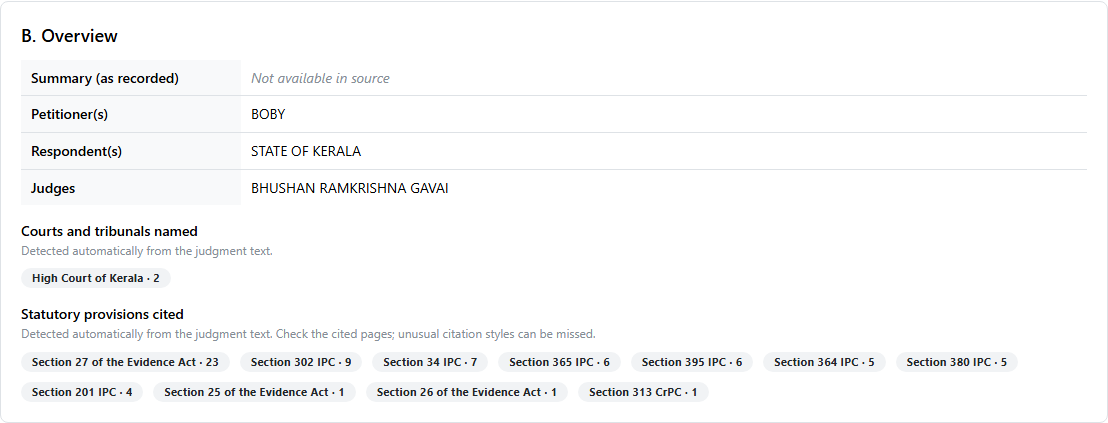 B. Overview
Summary (as recorded) Not available in source
Petitioner(s) BOBY
Respondent(s) STATE OF KERALA
Judges BHUSHAN RAMKRISHNA GAVAI
Courts and tribunals named
Detected automatically from the judgment text.
High Court of Kerala · 2
Statutory provisions cited
Detected automatically from the judgment text. Check the cited pages; unusual citation styles can be missed.
Section 27 of the Evidence Act · 23 Section 302 IPC · 9 Section 34 IPC · 7 Section 365 IPC · 6 Section 395 IPC · 6 Section 364 IPC · 5 Section 380 IPC · 5
Section 201 IPC · 4 Section 25 of the Evidence Act · 1 Section 26 of the Evidence Act · 1 Section 313 CrPC · 1